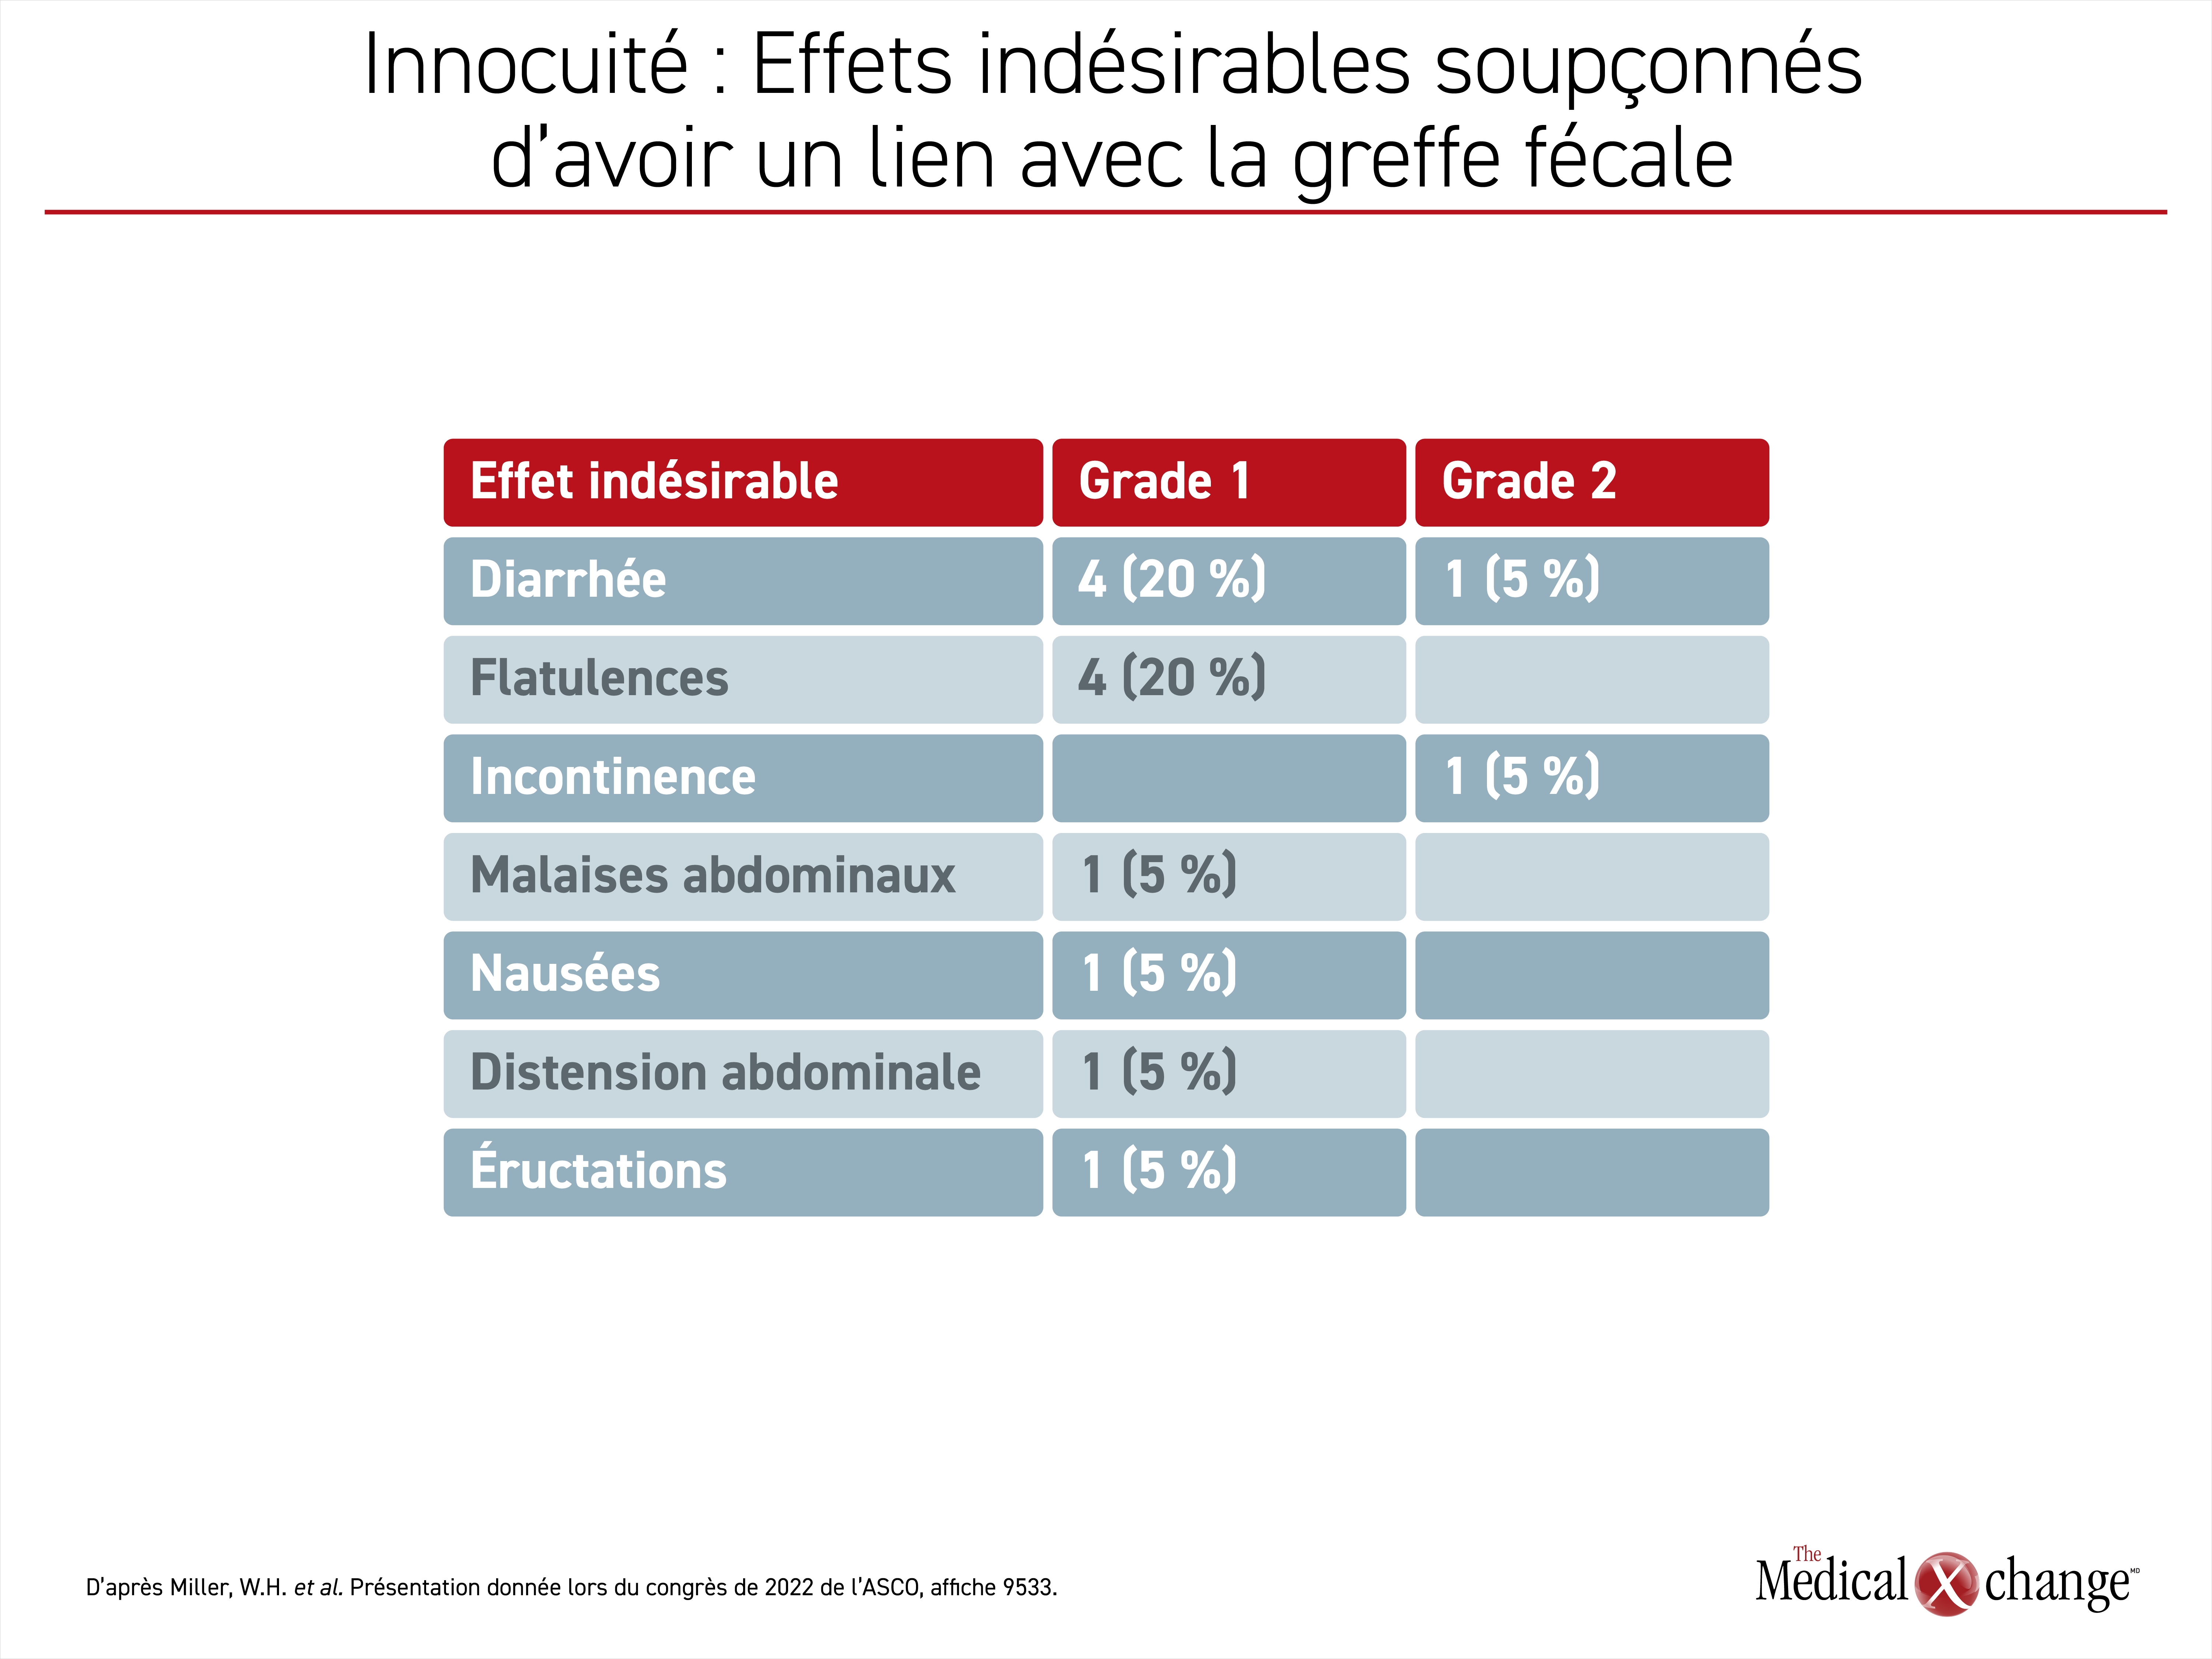 Innocuité : Effets indésirables soupçonnés
d’avoir un lien avec la greffe fécale
Effet indésirable Grade 1 Grade 2
Diarrhée 4 (20 %) 1 (5 %)
Flatulences 4 (20 %)
Incontinence 1 (5 %)
Malaises abdominaux 1 (5 %)
Nausées 1 (5 %)
Distension abdominale 1 (5 %)
Éructations 1 (5 %)
D’après Miller, W.H. et al. Présentation donnée lors du congrès de 2022 de l’ASCO, affiche 9533.
The
Medical X change MD